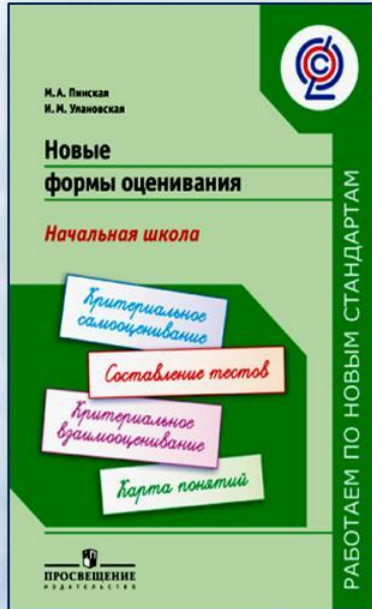 М.А. Пинская
И.М. Улановская
Новые
формы оценивания
Начальная школа
Критериальное
самооценивание
Составление тестов
Критериальное
взаимооценивание
Карта понятий
ПРОСВЕЩЕНИЕ
ИЗДАТЕЛЬСТВО
РАБОТАЕМ ПО НОВЫМ СТАНДАРТАМ